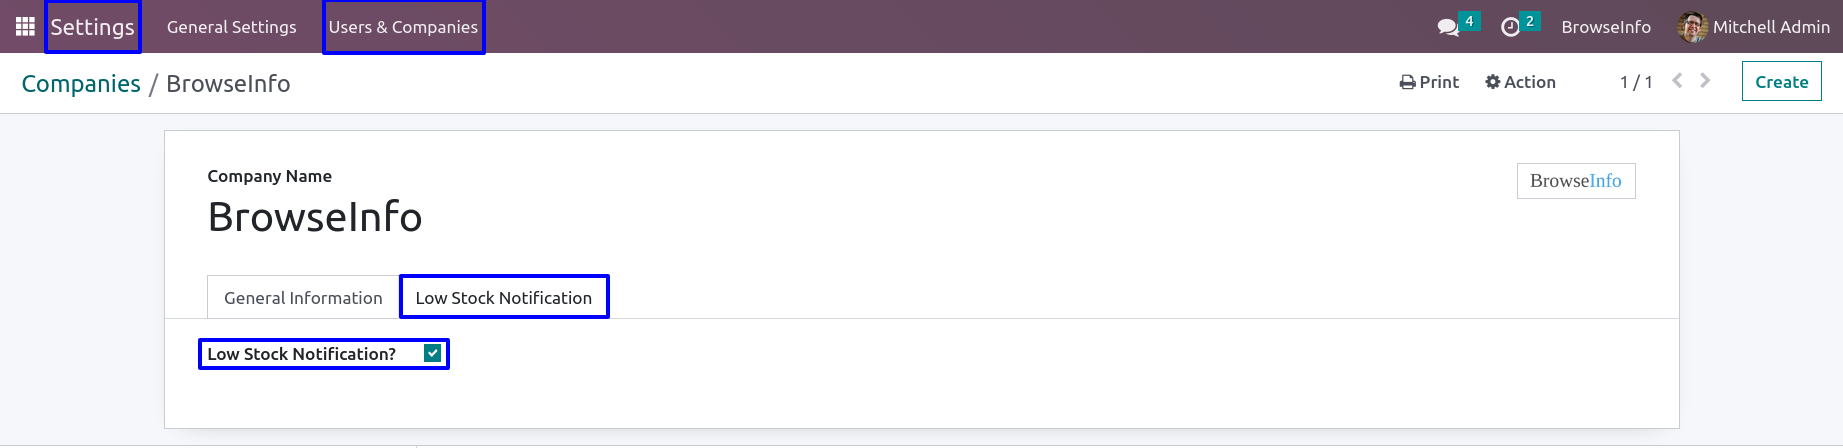 Settings General Settings Users & Companies 4 2 BrowseInfo Mitchell Admin
Companies / BrowseInfo Print Action 1 / 1 Create
Company Name
BrowseInfo
BrowseInfo
General Information Low Stock Notification
Low Stock Notification?